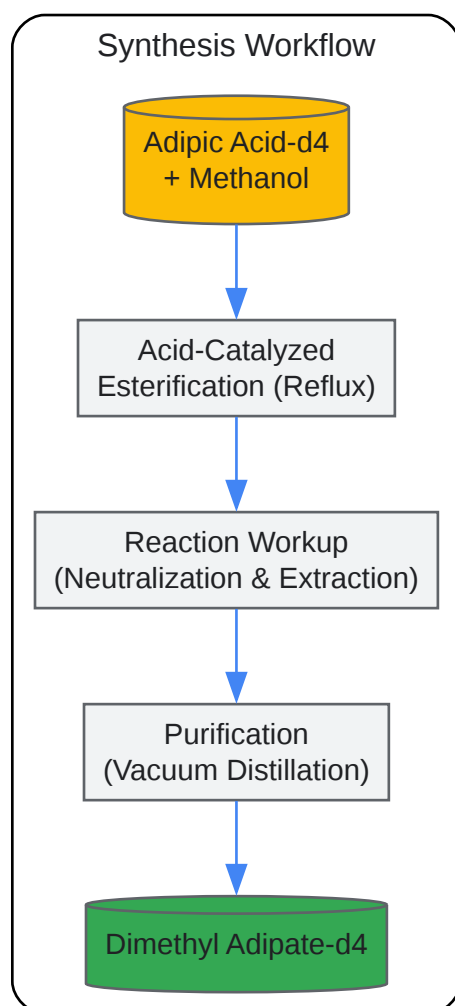 Synthesis Workflow
Adipic Acid-d4
+ Methanol
Acid-Catalyzed
Esterification (Reflux)
Reaction Workup
(Neutralization & Extraction)
Purification
(Vacuum Distillation)
Dimethyl Adipate-d4